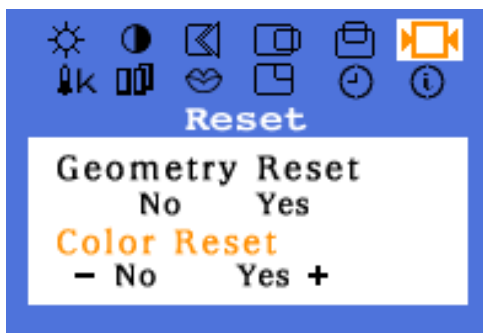 k
Reset
Geometry Reset
No Yes
Color Reset
- No Yes +